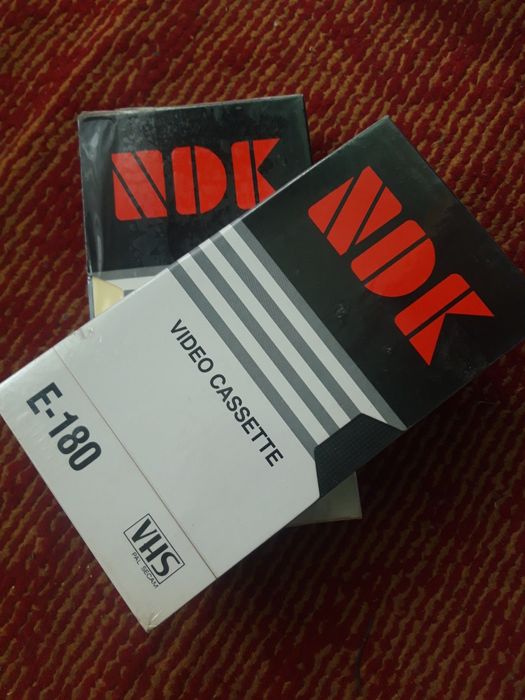 NDK
NDK
VIDEO CASSETTE
E-180
VHS
PAL SECAM